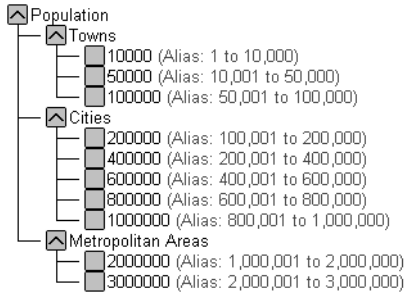 Population
Towns
10000 (Alias: 1 to 10,000)
50000 (Alias: 10,001 to 50,000)
100000 (Alias: 50,001 to 100,000)
Cities
200000 (Alias: 100,001 to 200,000)
400000 (Alias: 200,001 to 400,000)
600000 (Alias: 400,001 to 600,000)
800000 (Alias: 600,001 to 800,000)
1000000 (Alias: 800,001 to 1,000,000)
Metropolitan Areas
2000000 (Alias: 1,000,001 to 2,000,000)
3000000 (Alias: 2,000,001 to 3,000,000)